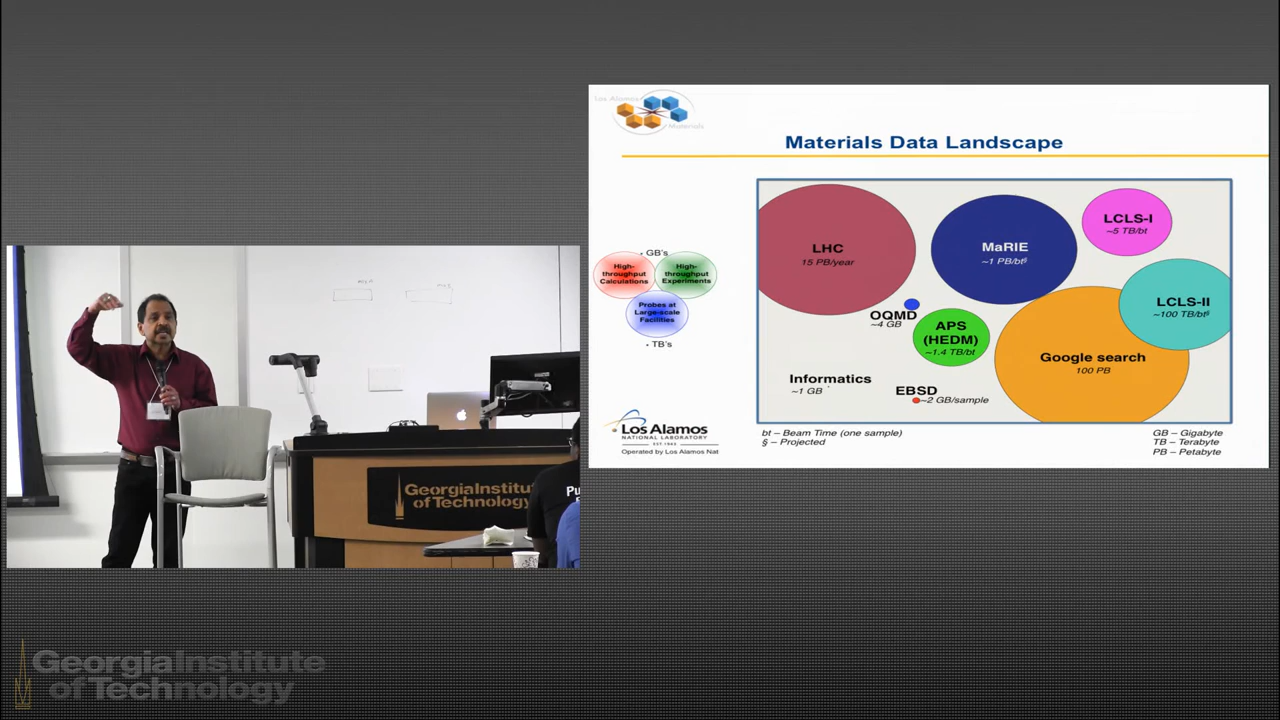 Los Alamos
Materials
Materials Data Landscape
GB's
High-
throughput
Calculations
High-
throughput
Experiments
Probes at
Large-scale
Facilities
TB's
LHC
15 PB/year
MaRIE
~1 PB/bt§
LCLS-I
~5 TB/bt
LCLS-II
~100 TB/bt§
OQMD
~4 GB
APS
(HEDM)
~1.4 TB/bt
Google search
100 PB
Informatics
~1 GB
EBSD
~2 GB/sample
bt – Beam Time (one sample)
§ – Projected
GB – Gigabyte
TB – Terabyte
PB – Petabyte
Los Alamos
NATIONAL LABORATORY
EST. 1943
Operated by Los Alamos Nat
GeorgiaInstitute
of Technology
Pu
GeorgiaInstitute
of Technology